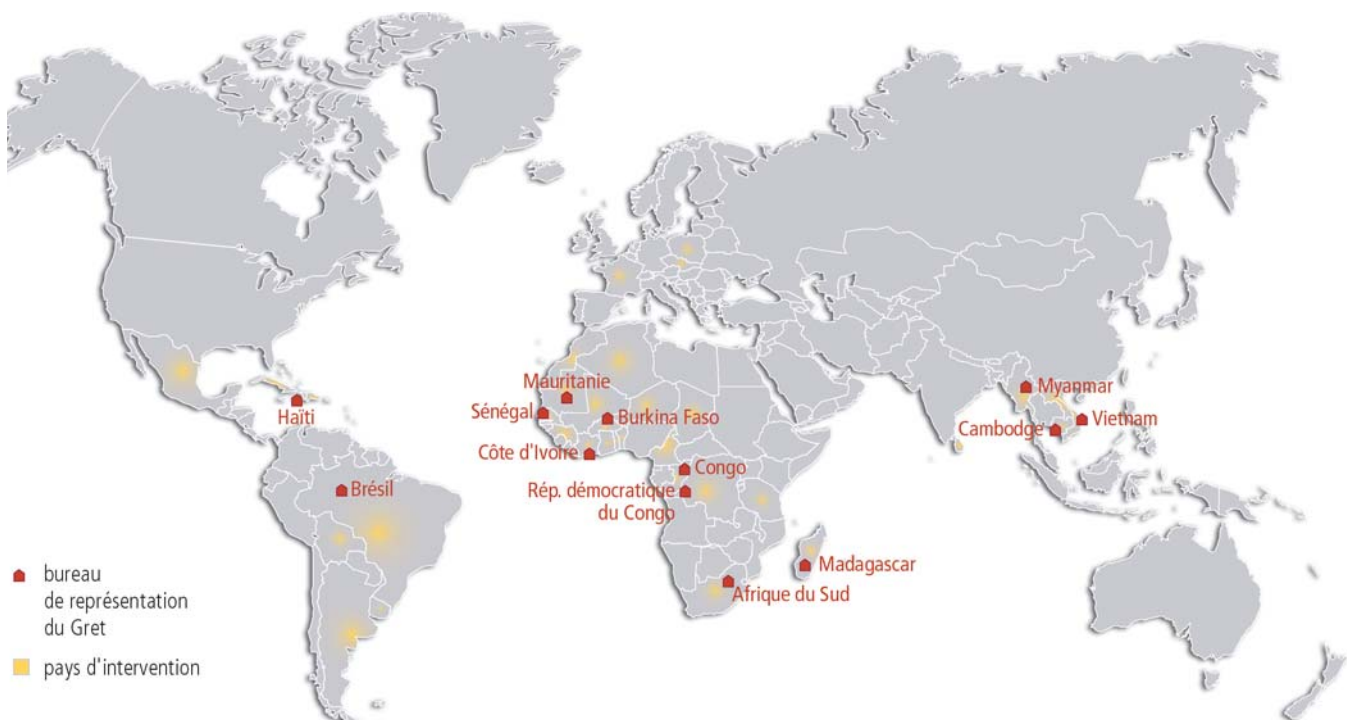 Mauritanie
Myanmar
Haïti
Sénégal
Burkina Faso
Vietnam
Cambodge
Côte d'Ivoire
Congo
Brésil
Rép. démocratique
du Congo
Madagascar
Afrique du Sud
bureau
de représentation
du Gret
pays d'intervention